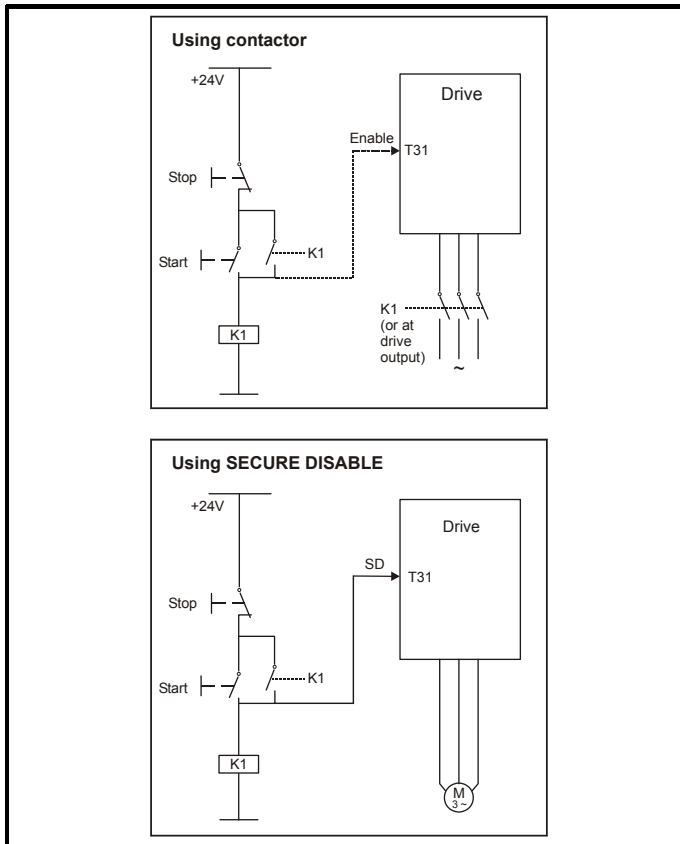 Using contactor
+24V
Drive
Enable
T31
Stop
K1
Start
K1
(or at
drive
output)
K1
~
Using SECURE DISABLE
+24V
Drive
SD
T31
Stop
K1
Start
K1
M
3 ~